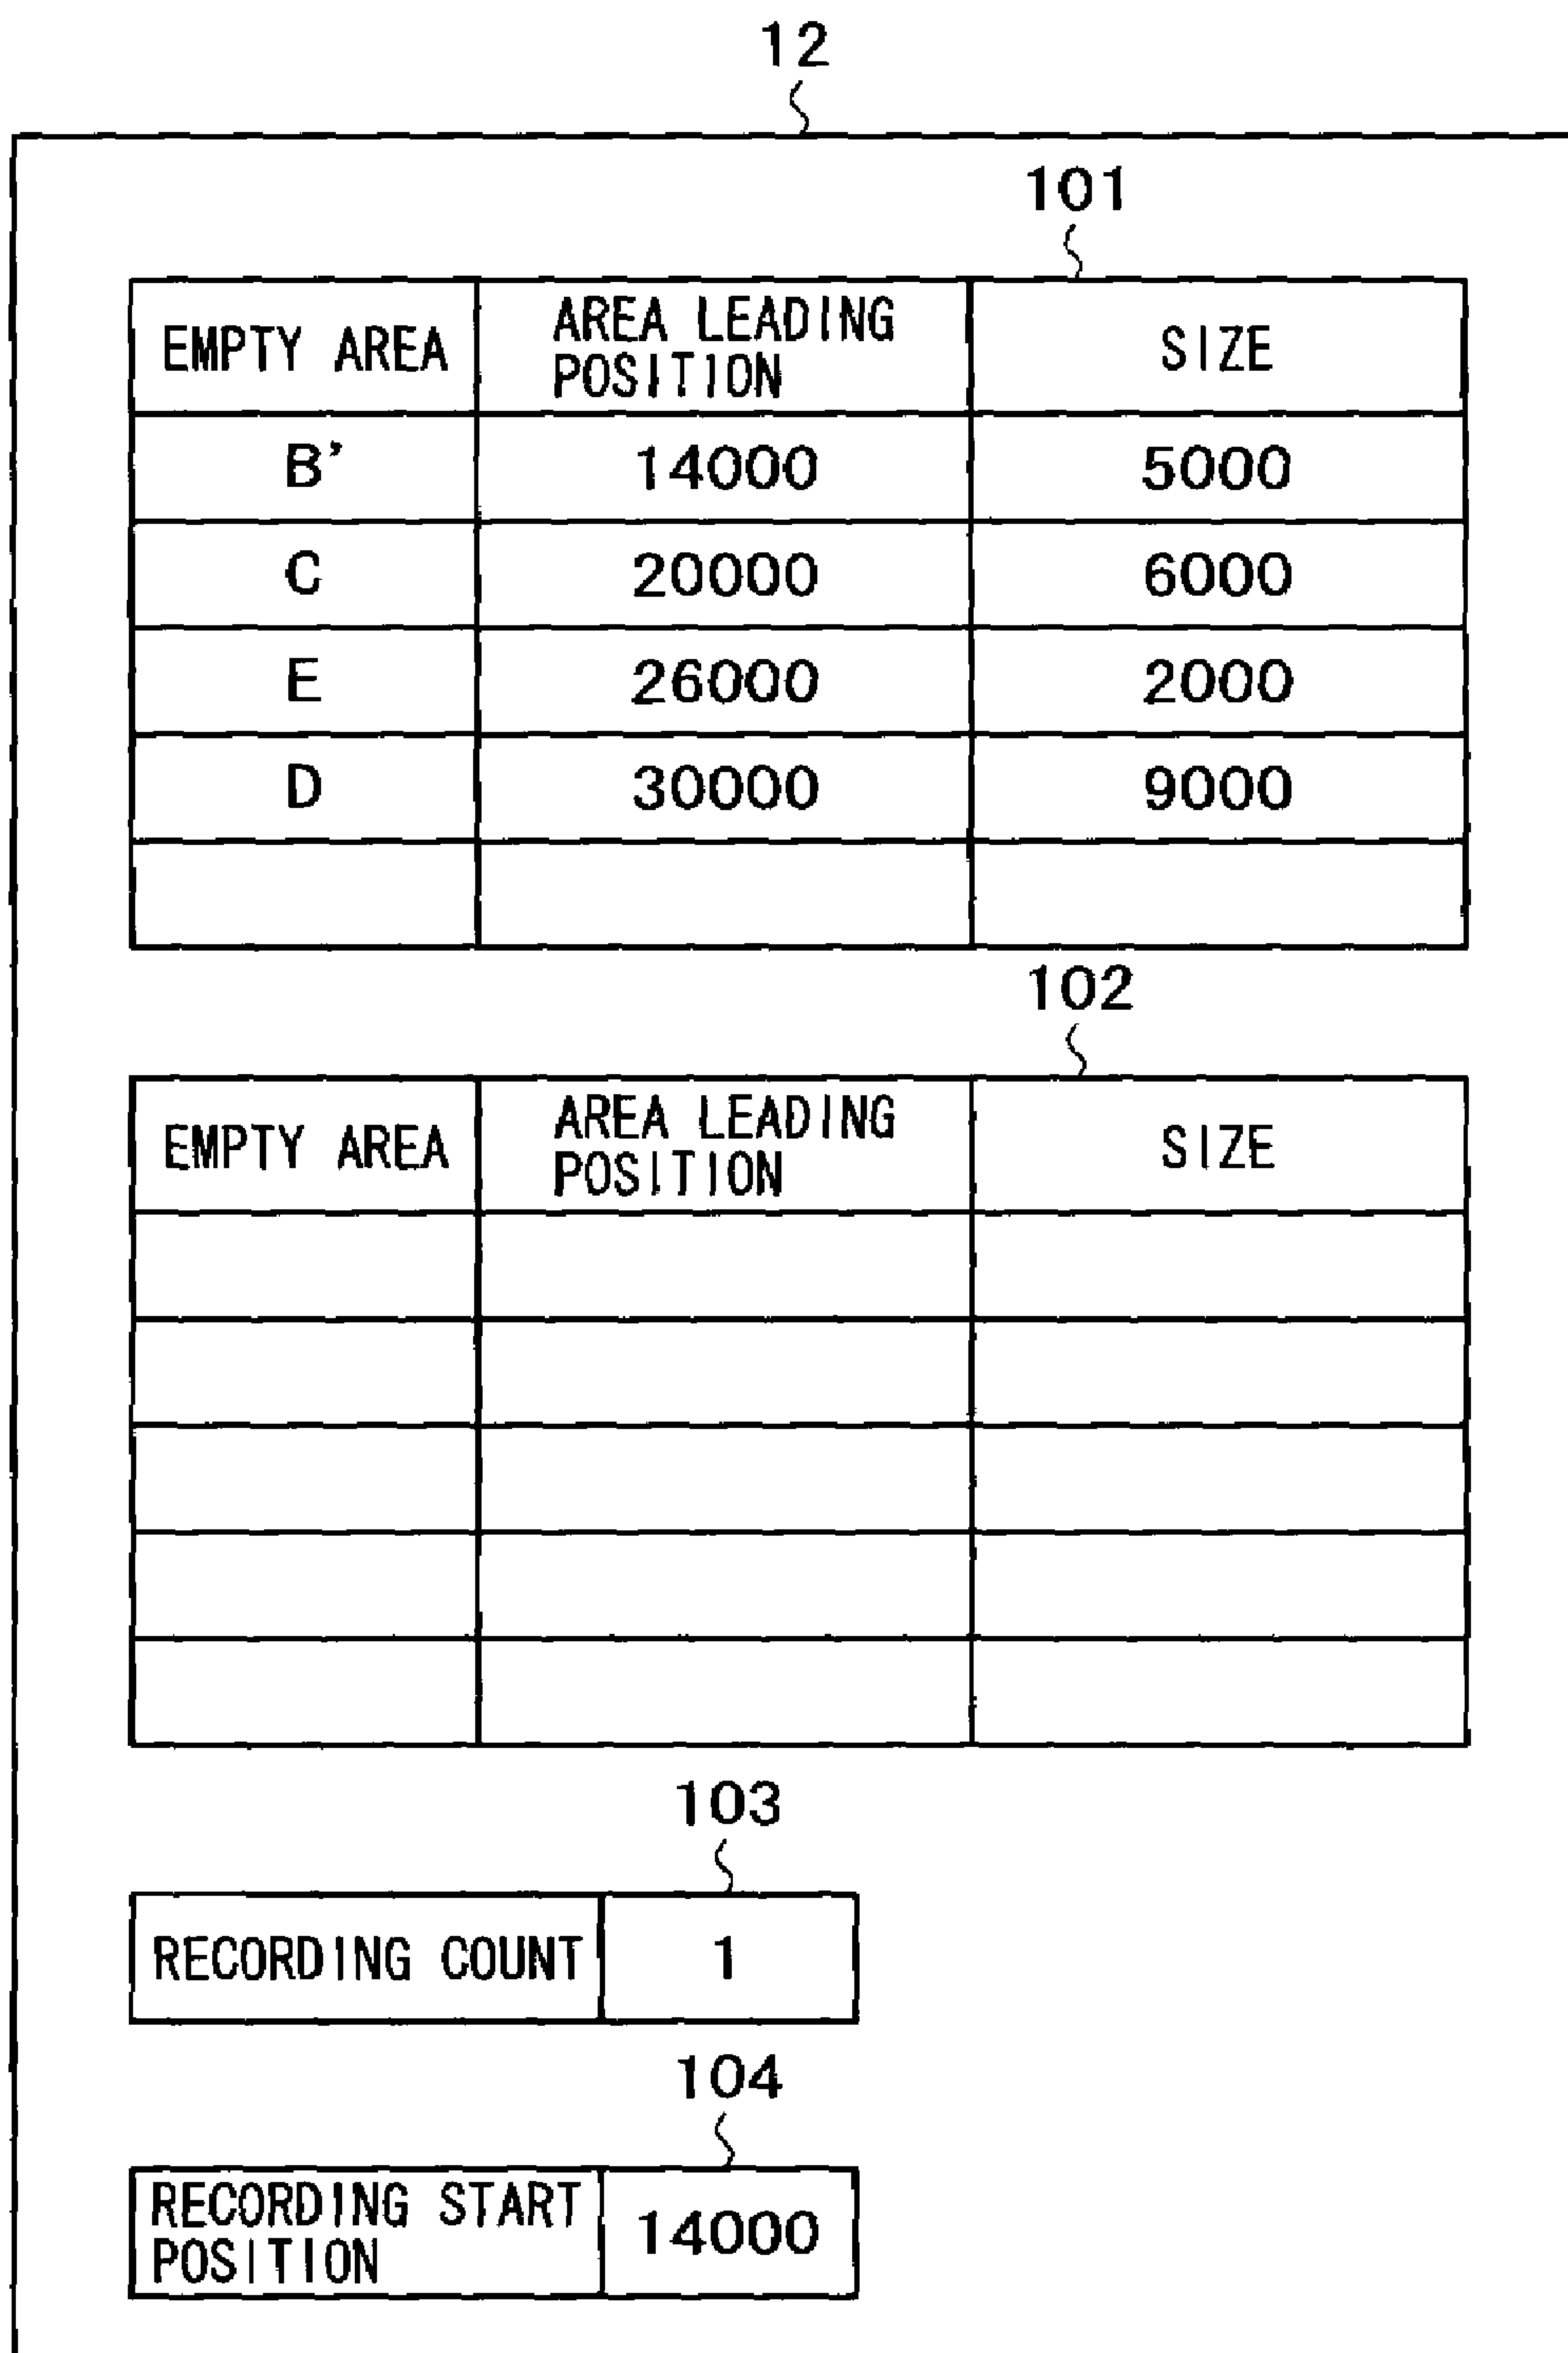 12
101
EMPTY AREA AREA LEADING POSITION SIZE
B' 14000 5000
C 20000 6000
E 26000 2000
D 30000 9000
102
EMPTY AREA AREA LEADING POSITION SIZE
103
RECORDING COUNT 1
104
RECORDING START POSITION 14000